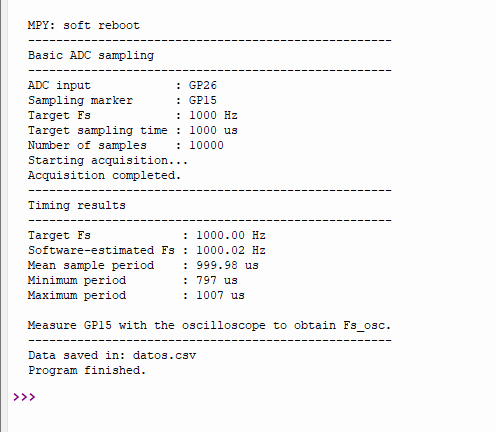 MPY: soft reboot
----------------------------------------------------
Basic ADC sampling
----------------------------------------------------
ADC input            : GP26
Sampling marker      : GP15
Target Fs            : 1000 Hz
Target sampling time : 1000 us
Number of samples    : 10000
Starting acquisition...
Acquisition completed.
----------------------------------------------------
Timing results
----------------------------------------------------
Target Fs             : 1000.00 Hz
Software-estimated Fs : 1000.02 Hz
Mean sample period    : 999.98 us
Minimum period        : 797 us
Maximum period        : 1007 us
Measure GP15 with the oscilloscope to obtain Fs_osc.
----------------------------------------------------
Data saved in: datos.csv
Program finished.
>>>